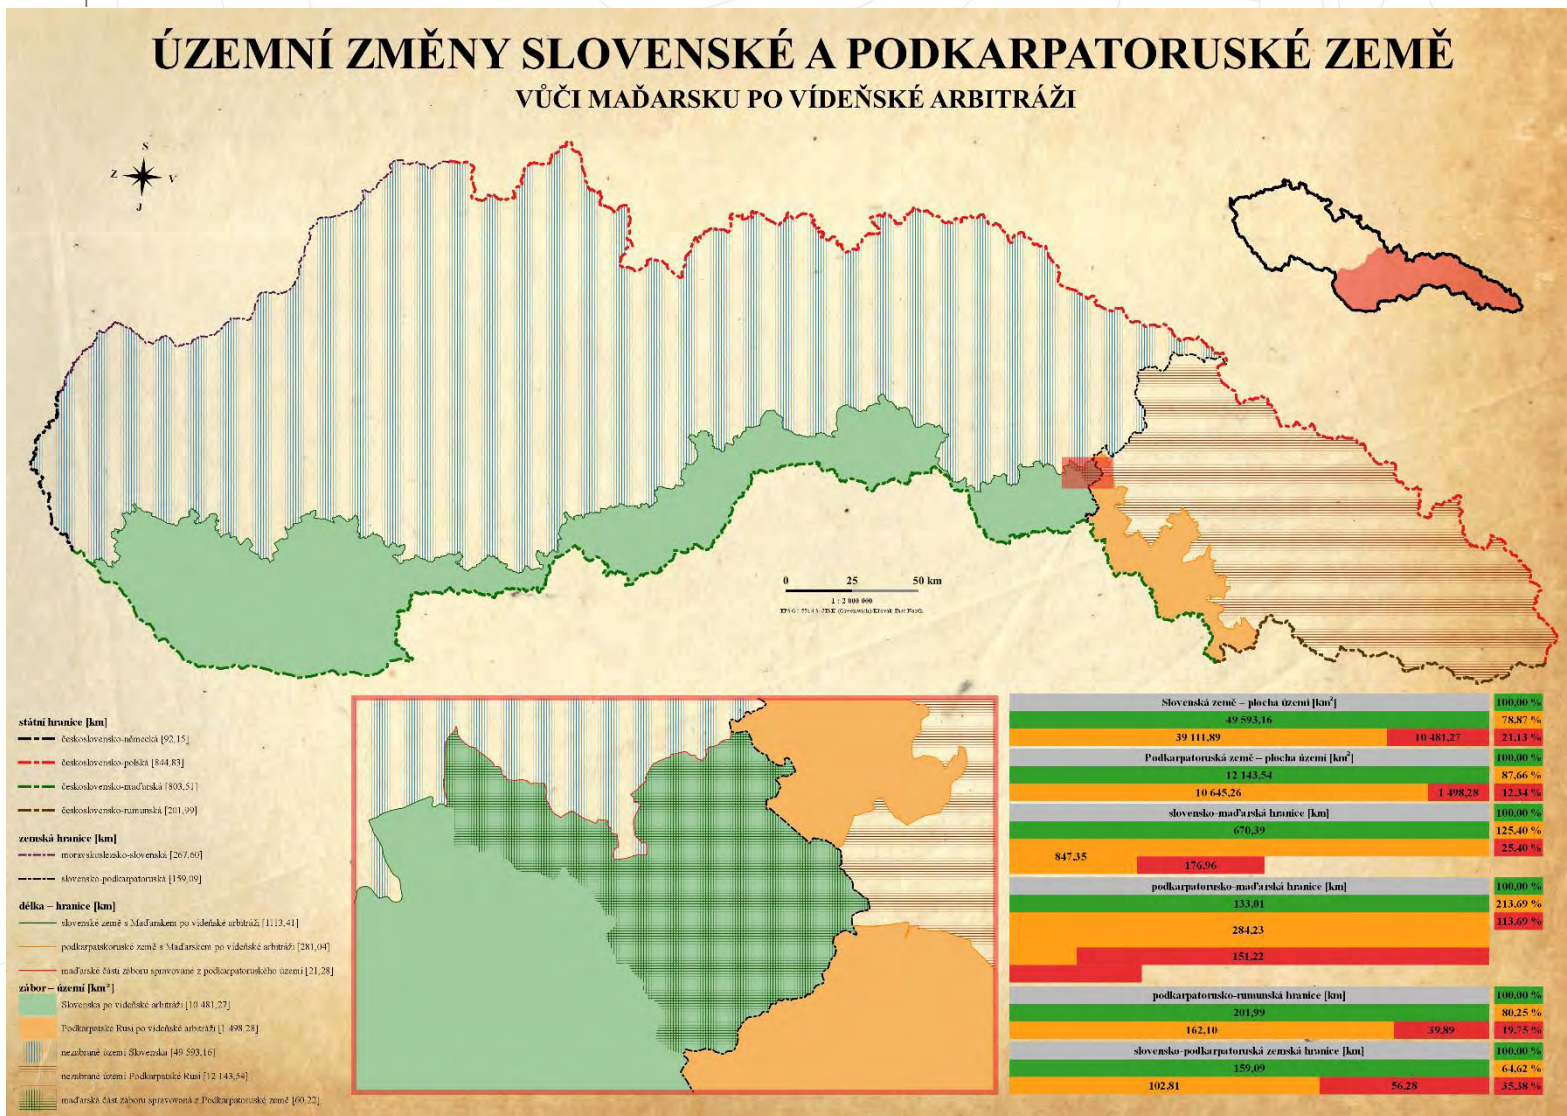 ÚZEMNÍ ZMĚNY SLOVENSKÉ A PODKARPATORUSKÉ ZEMĚ
VŮČI MAĎARSKU PO VÍDEŇSKÉ ARBITRÁŽI
S
Z V
J
0 25 50 km
1 : 2 000 000
státní hranice [km]
československo-německá [92,15]
československo-polská [844,83]
československo-maďarská [803,51]
československo-rumunská [201,99]
zemská hranice [km]
moravskoslezsko-slovenská [267,60]
slovensko-podkarpatoruská [159,09]
délka – hranice [km]
slovenské země s Maďarskem po vídeňské arbitráži [1113,41]
podkarpatskoruské země s Maďarskem po vídeňské arbitráži [281,04]
maďarské části záboru spravované z podkarpatoruského území [21,28]
zábor – území [km²]
Slovenska po vídeňské arbitráži [10 481,27]
Podkarpatské Rusi po vídeňské arbitráži [1 498,28]
nezabrané území Slovenska [49 593,16]
nezabrané území Podkarpatské Rusi [12 143,54]
maďarská část záboru spravovaná z Podkarpatoruské země [60,22]
Slovenská země – plocha území [km²] 100,00 %
49 593,16 78,87 %
39 111,89 10 481,27 21,13 %
Podkarpatoruská země – plocha území [km²] 100,00 %
12 143,54 87,66 %
10 645,26 1 498,28 12,34 %
slovensko-maďarská hranice [km] 100,00 %
670,39 125,40 %
847,35 25,40 %
176,96
podkarpatorusko-maďarská hranice [km] 100,00 %
133,01 213,69 %
284,23 113,69 %
151,22
podkarpatorusko-rumunská hranice [km] 100,00 %
201,99 80,25 %
162,10 39,89 19,75 %
slovensko-podkarpatoruská zemská hranice [km] 100,00 %
159,09 64,62 %
102,81 56,28 35,38 %